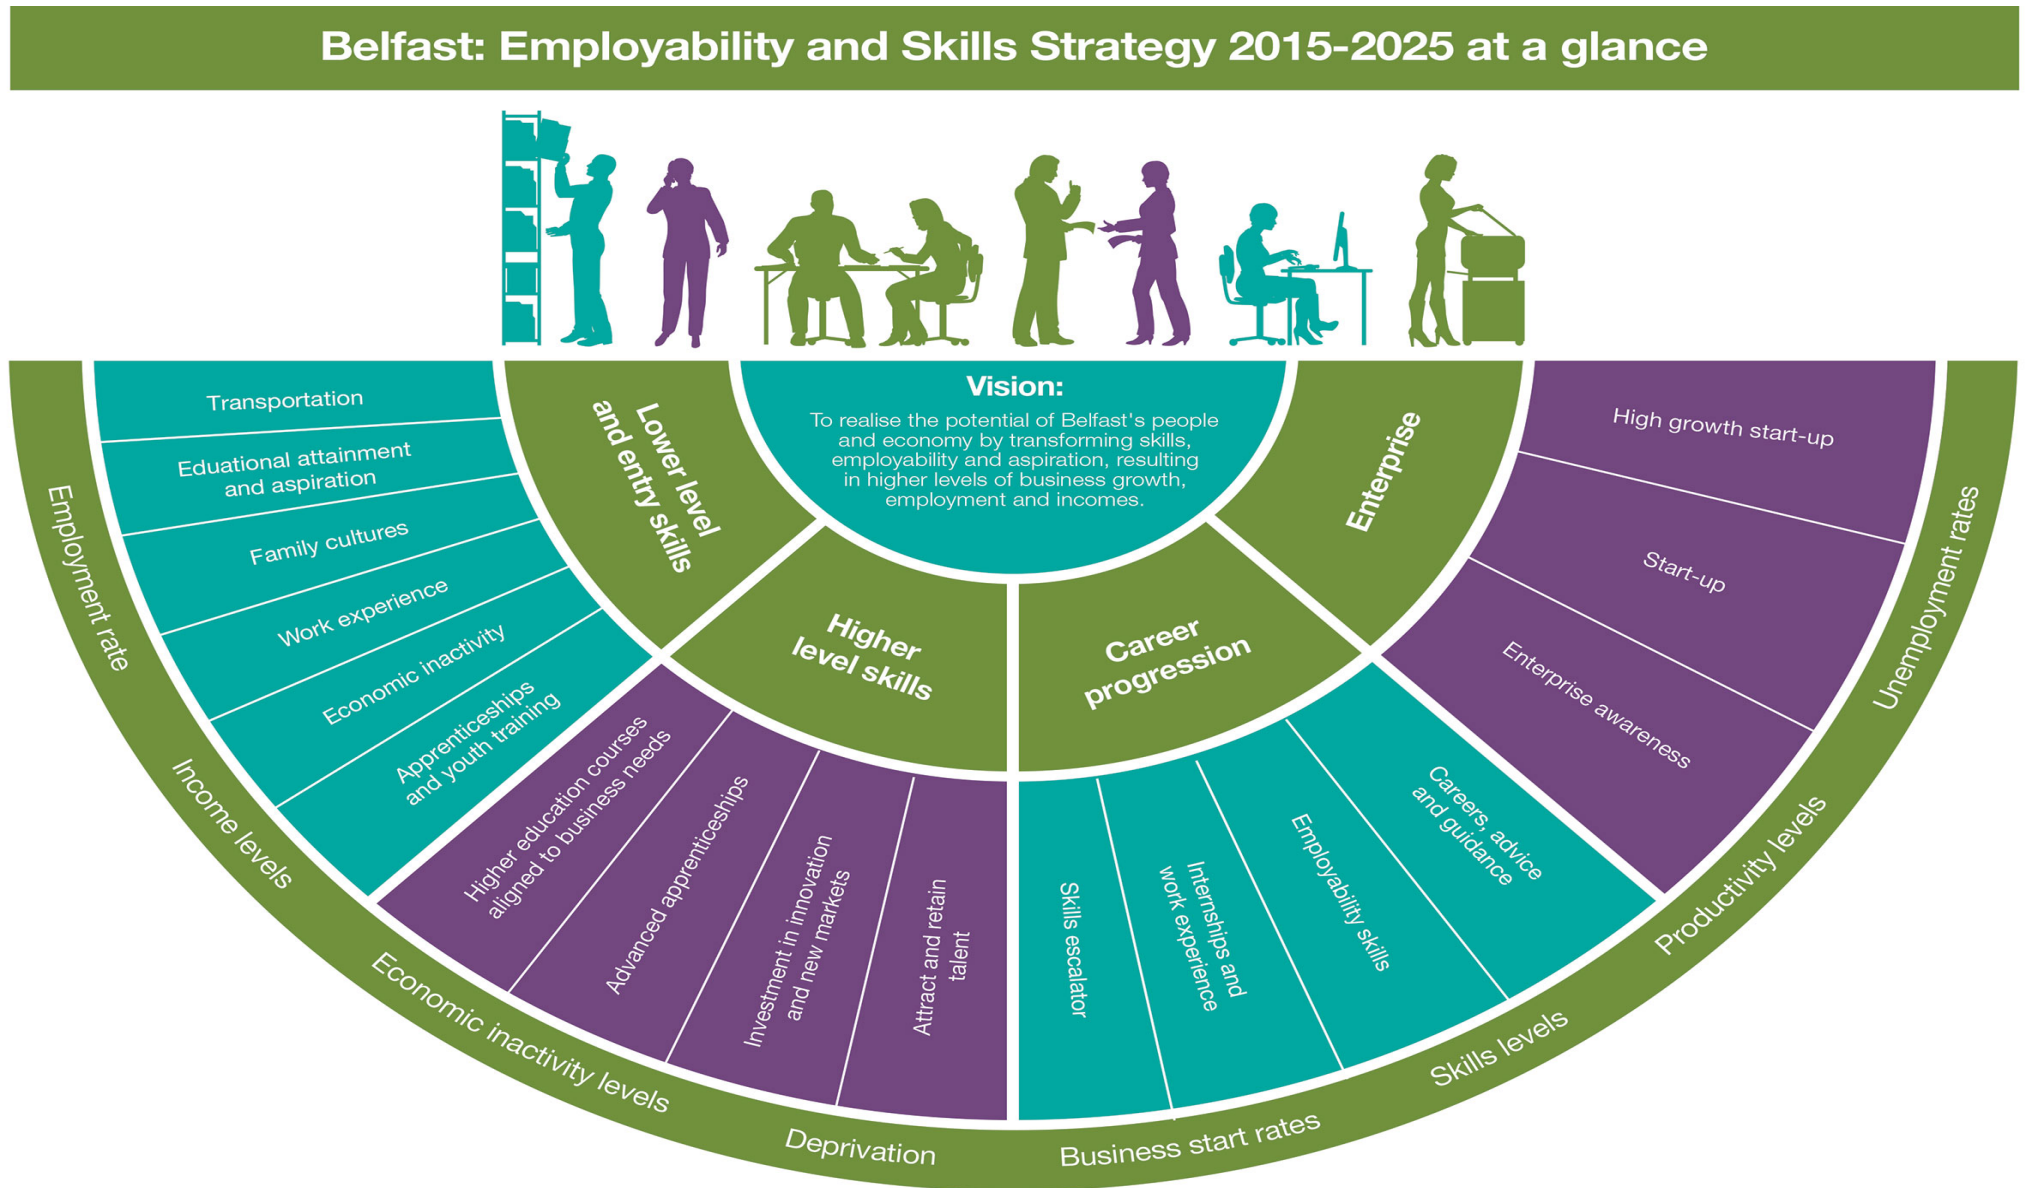 Belfast: Employability and Skills Strategy 2015-2025 at a glance
Vision:
To realise the potential of Belfast's people
and economy by transforming skills,
employability and aspiration, resulting
in higher levels of business growth,
employment and incomes.
Lower level
and entry skills
Higher
level skills
Career
progression
Enterprise
Transportation
Eduational attainment
and aspiration
Family cultures
Work experience
Economic inactivity
Apprenticeships
and youth training
Higher education courses
aligned to business needs
Advanced apprenticeships
Investment in innovation
and new markets
Attract and retain
talent
Skills escalator
Internships and
work experience
Employability skills
Careers, advice
and guidance
Enterprise awareness
Start-up
High growth start-up
Employment rate
Income levels
Economic inactivity levels
Deprivation
Business start rates
Skills levels
Productivity levels
Unemployment rates